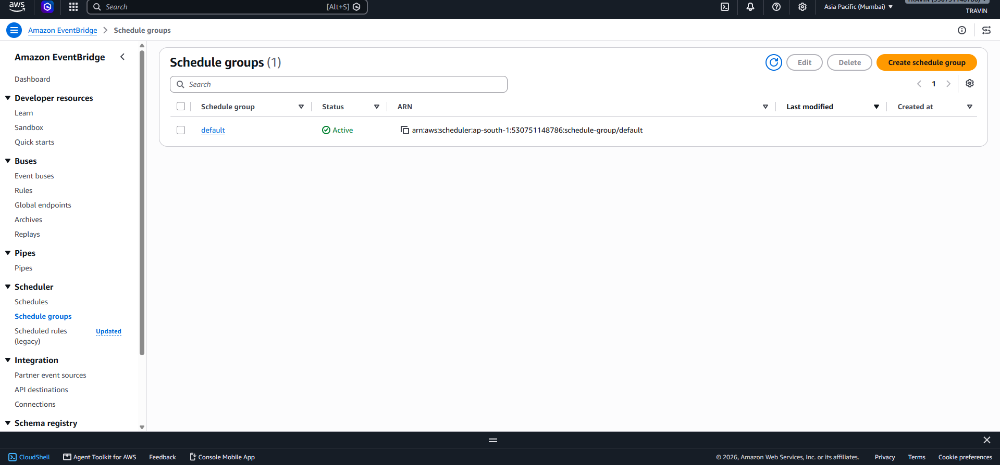 aws
Search
[Alt+S]
Asia Pacific (Mumbai)
TRAVIN
Amazon EventBridge
Schedule groups
Amazon EventBridge
Dashboard
Developer resources
Learn
Sandbox
Quick starts
Buses
Event buses
Rules
Global endpoints
Archives
Replays
Pipes
Pipes
Scheduler
Schedules
Schedule groups
Scheduled rules
(legacy)
Updated
Integration
Partner event sources
API destinations
Connections
Schema registry
Schedule groups (1)
Edit
Delete
Create schedule group
Search
1
Schedule group
Status
ARN
Last modified
Created at
default
Active
arn:aws:scheduler:ap-south-1:530751148786:schedule-group/default
CloudShell
Agent Toolkit for AWS
Feedback
Console Mobile App
© 2026, Amazon Web Services, Inc. or its affiliates.
Privacy
Terms
Cookie preferences